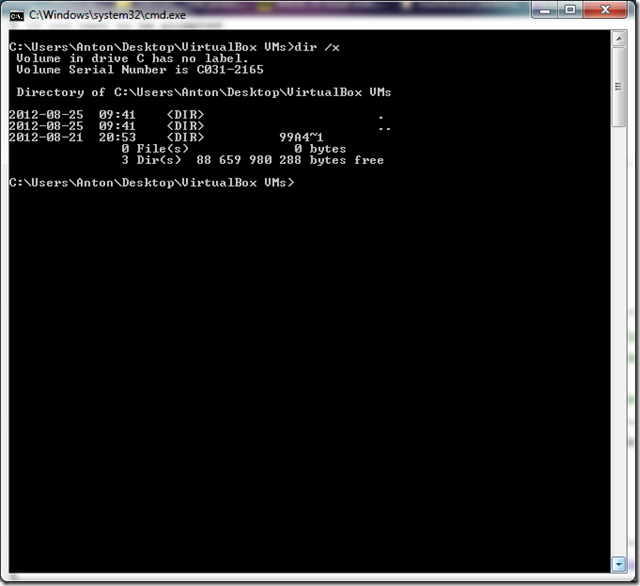 C:\Windows\system32\cmd.exe
C:\Users\Anton\Desktop\VirtualBox VMs>dir /x
 Volume in drive C has no label.
 Volume Serial Number is C031-2165
 Directory of C:\Users\Anton\Desktop\VirtualBox VMs
2012-08-25  09:41    <DIR>                      .
2012-08-25  09:41    <DIR>                      ..
2012-08-21  20:53    <DIR>          99A4~1
               0 File(s)              0 bytes
               3 Dir(s)  88 659 980 288 bytes free
C:\Users\Anton\Desktop\VirtualBox VMs>